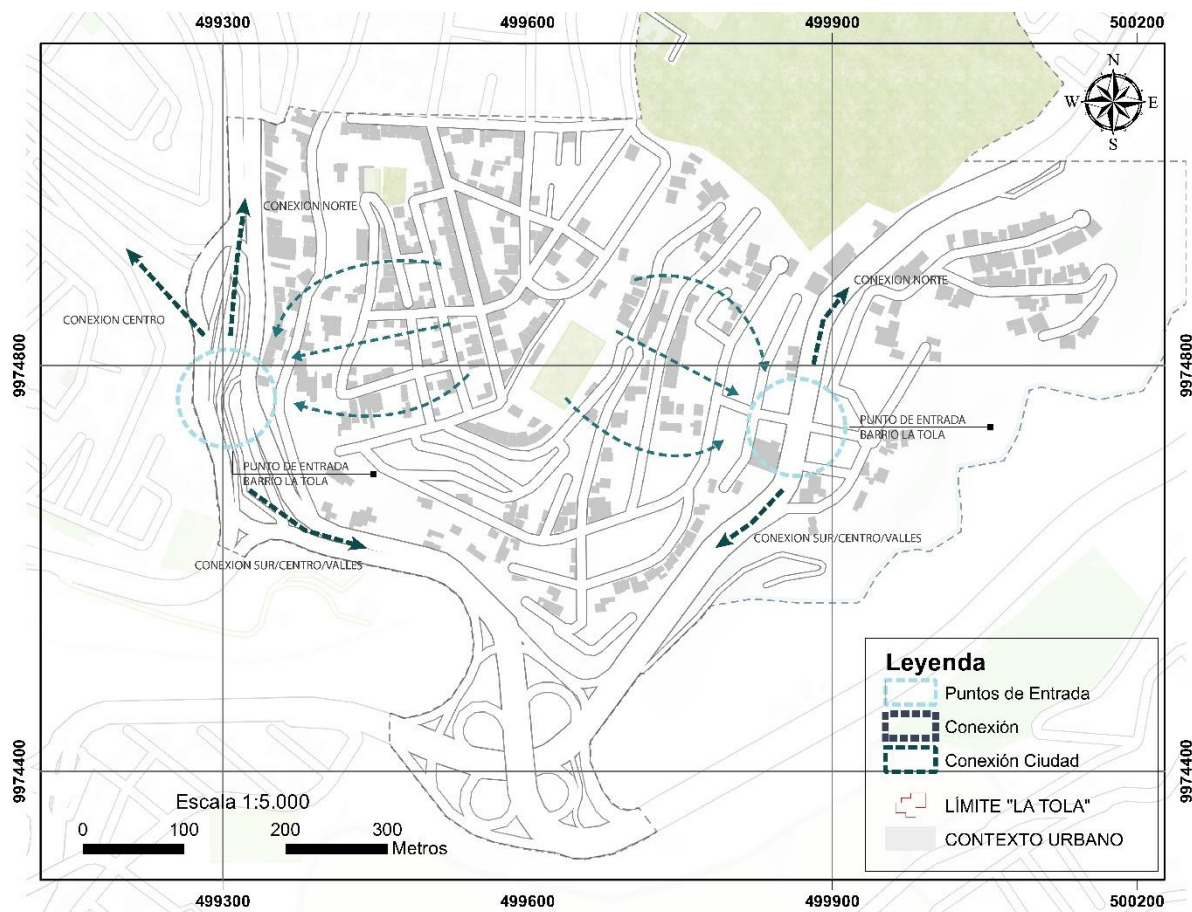 499300
499600
499900
500200
N
W
E
S
CONEXION NORTE
CONEXION NORTE
CONEXION CENTRO
9974800
9974800
PUNTO DE ENTRADA
BARRIO LA TOLA
PUNTO DE ENTRADA
BARRIO LA TOLA
CONEXION SUR/CENTRO/VALLES
CONEXION SUR/CENTRO/VALLES
Leyenda
Puntos de Entrada
Conexión
Conexión Ciudad
LÍMITE "LA TOLA"
CONTEXTO URBANO
9974400
9974400
Escala 1:5.000
0
100
200
300
Metros
499300
499600
499900
500200